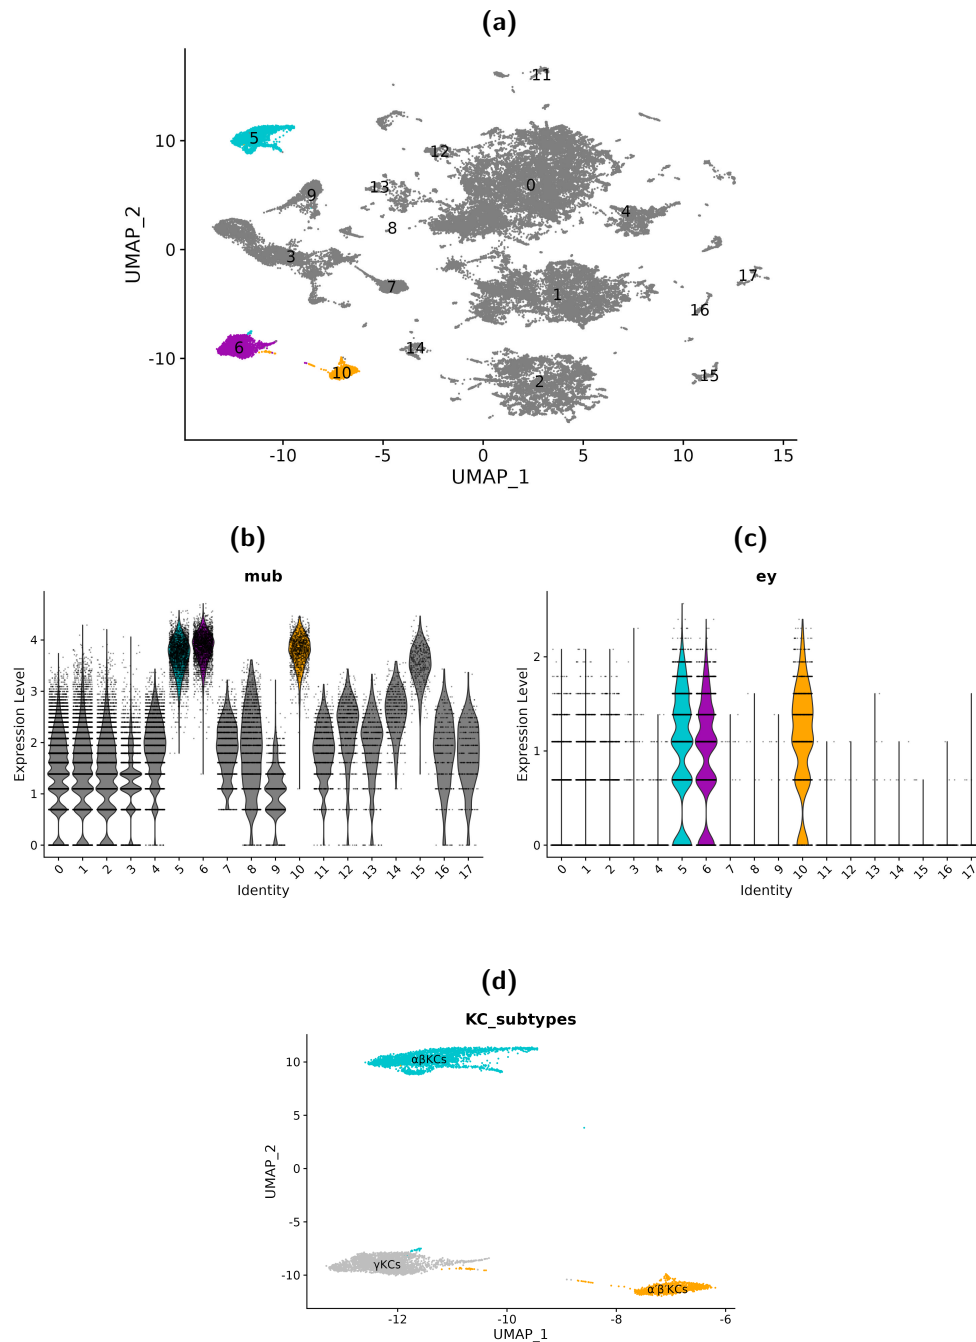 (a)
11
10
5
12
0
9
13
4
8
UMAP_2
0
3
17
7
1
16
6
14
-10
10
2
15
-10 -5 0 5 10 15
UMAP_1
(b)
(c)
mub
ey
Expression Level
4
3
2
1
0
0 1 2 3 4 5 6 7 8 9 10 11 12 13 14 15 16 17
Identity
Expression Level
2
1
0
0 1 2 3 4 5 6 7 8 9 10 11 12 13 14 15 16 17
Identity
(d)
KC_subtypes
10
αβKCs
5
UMAP_2
0
-5
γKCs
-10
α'β'KCs
-12 -10 -8 -6
UMAP_1